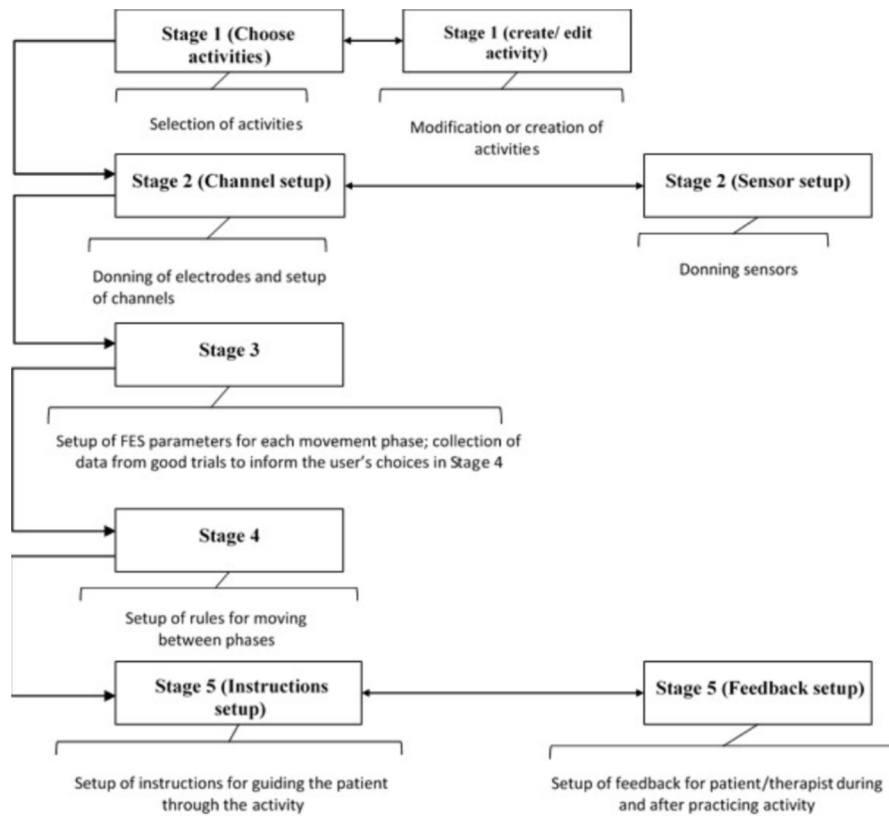 Stage 1 (Choose
activities)
Stage 1 (create/ edit
activity)
Selection of activities
Modification or creation of
activities
Stage 2 (Channel setup)
Stage 2 (Sensor setup)
Donning of electrodes and setup
of channels
Donning sensors
Stage 3
Setup of FES parameters for each movement phase; collection of
data from good trials to inform the user's choices in Stage 4
Stage 4
Setup of rules for moving
between phases
Stage 5 (Instructions
setup)
Stage 5 (Feedback setup)
Setup of instructions for guiding the patient
through the activity
Setup of feedback for patient/therapist during
and after practicing activity